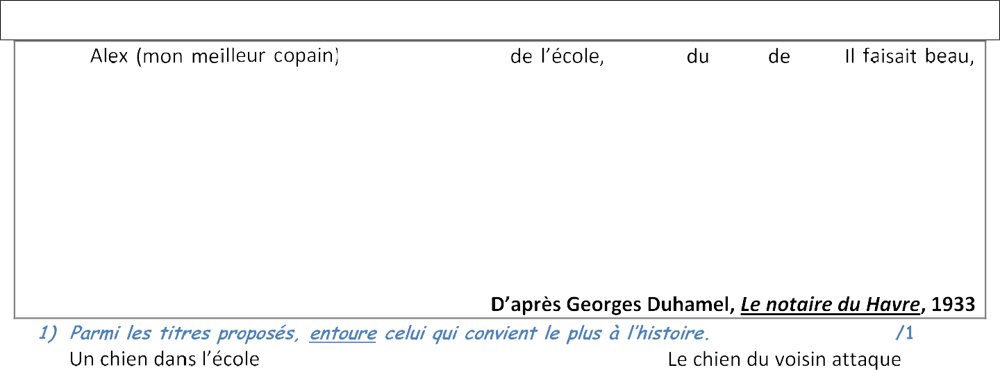 Alex (mon meilleur copain) de l'école, du de Il faisait beau,
D'après Georges Duhamel, Le notaire du Havre, 1933
1) Parmi les titres proposés, entoure celui qui convient le plus à l'histoire. /1
Un chien dans l'école Le chien du voisin attaque